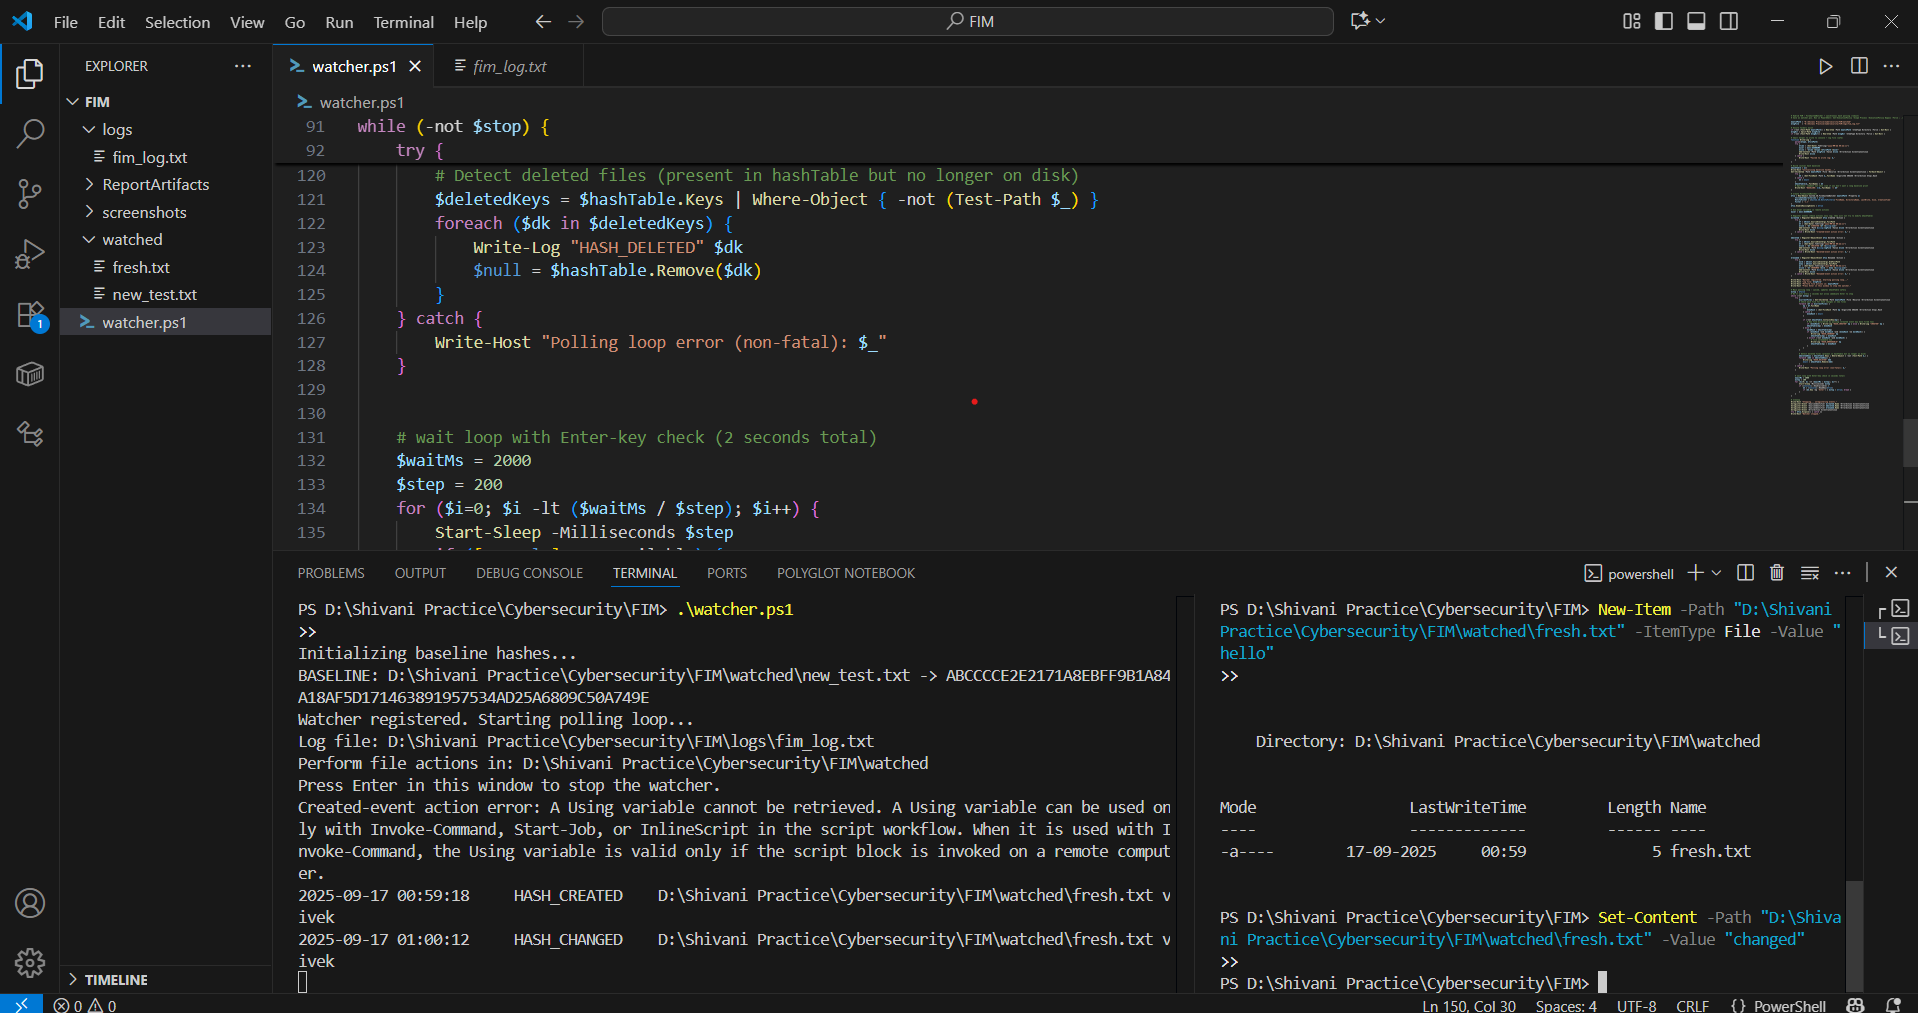 File Edit Selection View Go Run Terminal Help
FIM
EXPLORER
FIM
logs
fim_log.txt
ReportArtifacts
screenshots
watched
fresh.txt
new_test.txt
watcher.ps1
1
TIMELINE
watcher.ps1
fim_log.txt
watcher.ps1
91 while (-not $stop) {
92 try {
120 # Detect deleted files (present in hashTable but no longer on disk)
121 $deletedKeys = $hashTable.Keys | Where-Object { -not (Test-Path $_) }
122 foreach ($dk in $deletedKeys) {
123 Write-Log "HASH_DELETED" $dk
124 $null = $hashTable.Remove($dk)
125 }
126 } catch {
127 Write-Host "Polling loop error (non-fatal): $_"
128 }
129
130
131 # wait loop with Enter-key check (2 seconds total)
132 $waitMs = 2000
133 $step = 200
134 for ($i=0; $i -lt ($waitMs / $step); $i++) {
135 Start-Sleep -Milliseconds $step
PROBLEMS OUTPUT DEBUG CONSOLE TERMINAL PORTS POLYGLOT NOTEBOOK
powershell
PS D:\Shivani Practice\Cybersecurity\FIM> .\watcher.ps1
>>
Initializing baseline hashes...
BASELINE: D:\Shivani Practice\Cybersecurity\FIM\watched\new_test.txt -> ABCCCCE2E2171A8EBFF9B1A84
A18AF5D171463891957534AD25A6809C50A749E
Watcher registered. Starting polling loop...
Log file: D:\Shivani Practice\Cybersecurity\FIM\logs\fim_log.txt
Perform file actions in: D:\Shivani Practice\Cybersecurity\FIM\watched
Press Enter in this window to stop the watcher.
Created-event action error: A Using variable cannot be retrieved. A Using variable can be used on
ly with Invoke-Command, Start-Job, or InlineScript in the script workflow. When it is used with I
nvoke-Command, the Using variable is valid only if the script block is invoked on a remote comput
er.
2025-09-17 00:59:18 HASH_CREATED D:\Shivani Practice\Cybersecurity\FIM\watched\fresh.txt v
ivek
2025-09-17 01:00:12 HASH_CHANGED D:\Shivani Practice\Cybersecurity\FIM\watched\fresh.txt v
ivek
PS D:\Shivani Practice\Cybersecurity\FIM> New-Item -Path "D:\Shivani
Practice\Cybersecurity\FIM\watched\fresh.txt" -ItemType File -Value "
hello"
>>
Directory: D:\Shivani Practice\Cybersecurity\FIM\watched
Mode LastWriteTime Length Name
---- ------------- ------ ----
-a---- 17-09-2025 00:59 5 fresh.txt
PS D:\Shivani Practice\Cybersecurity\FIM> Set-Content -Path "D:\Shiva
ni Practice\Cybersecurity\FIM\watched\fresh.txt" -Value "changed"
>>
PS D:\Shivani Practice\Cybersecurity\FIM>
0 0
Ln 150, Col 30 Spaces: 4 UTF-8 CRLF {} PowerShell